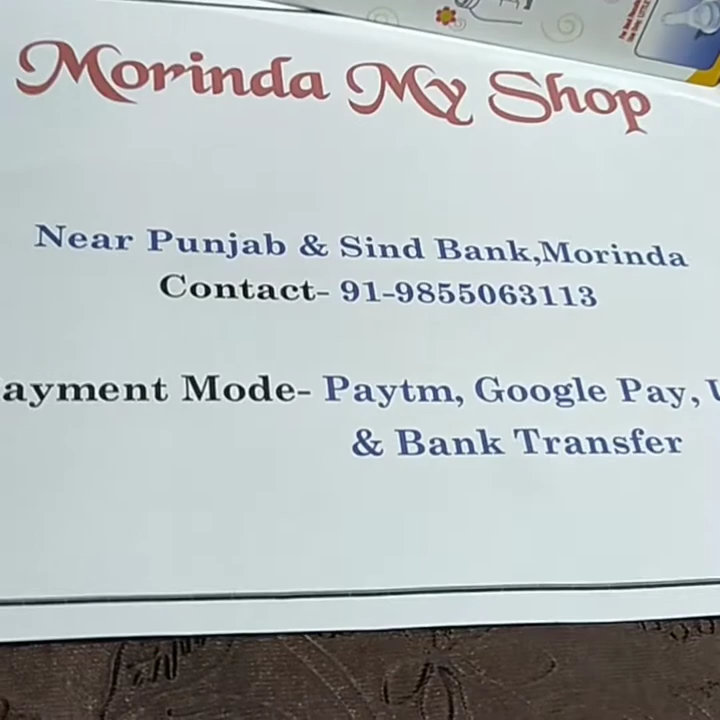 Morinda My Shop
Near Punjab & Sind Bank,Morinda
Contact- 91-9855063113
ayment Mode- Paytm, Google Pay, U
& Bank Transfer